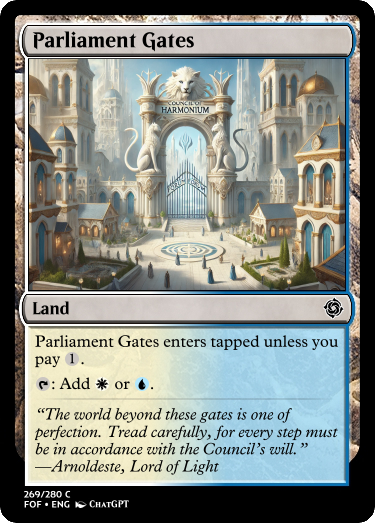 Parliament Gates
COUNCIL OF
HARMONIUM
Land
Parliament Gates enters tapped unless you
pay 1.
: Add or .
“The world beyond these gates is one of
perfection. Tread carefully, for every step must
be in accordance with the Council’s will.”
—Arnoldeste, Lord of Light
269/280 C
FOF • ENG ChatGPT